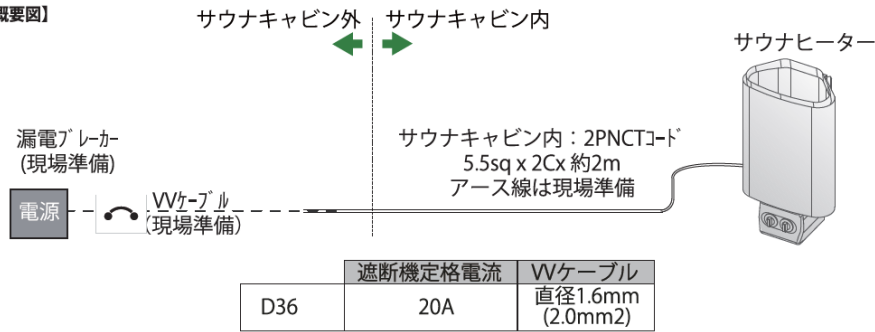 概要図】
サウナキャビン外
サウナキャビン内
サウナヒーター
漏電ブレーカー
(現場準備)
電源
VVケーブル
(現場準備)
サウナキャビン内:2PNCTコード
5.5sq x 2Cx 約2m
アース線は現場準備
遮断機定格電流 VVケーブル
D36 20A 直径1.6mm
(2.0mm2)